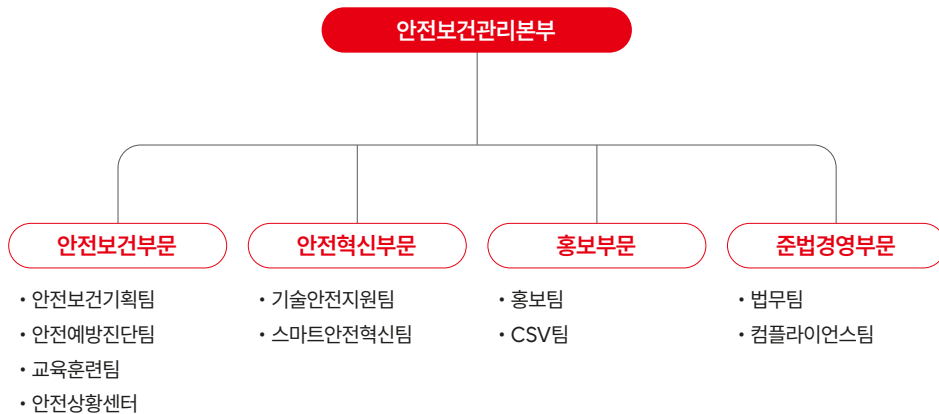 안전보건관리본부
안전보건부문
• 안전보건기획팀
• 안전예방진단팀
• 교육훈련팀
• 안전상황센터
안전혁신부문
• 기술안전지원팀
• 스마트안전혁신팀
홍보부문
• 홍보팀
• CSV팀
준법경영부문
• 법무팀
• 컴플라이언스팀